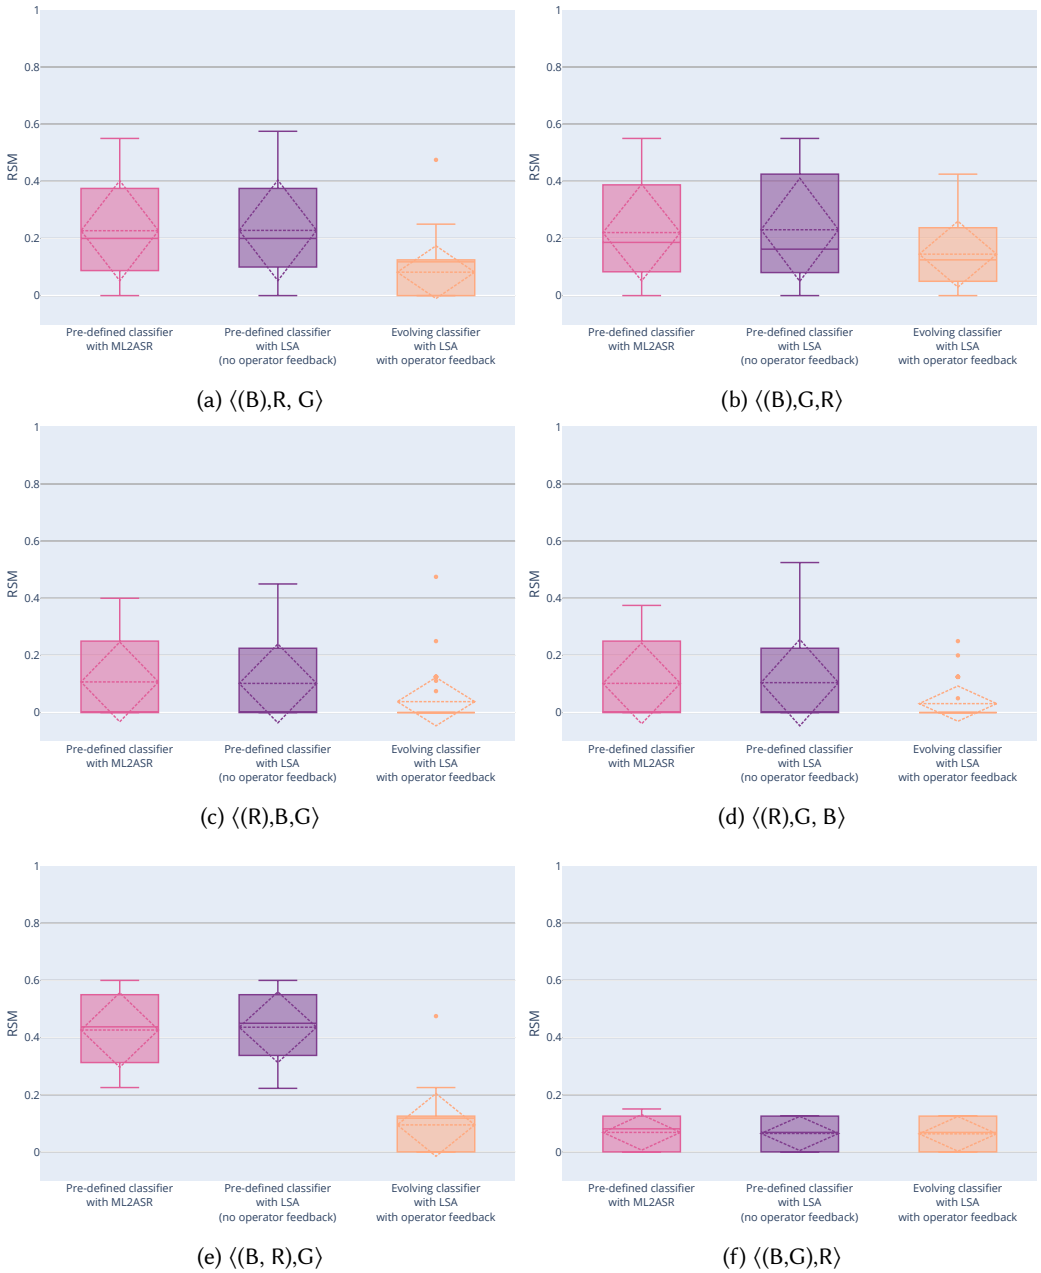 1
0.8
0.6
0.4
0.2
0
RSM
Pre-defined classifier
with ML2ASR
Pre-defined classifier
with LSA
(no operator feedback)
Evolving classifier
with LSA
with operator feedback
(a) ⟨(B),R, G⟩
1
0.8
0.6
0.4
0.2
0
RSM
Pre-defined classifier
with ML2ASR
Pre-defined classifier
with LSA
(no operator feedback)
Evolving classifier
with LSA
with operator feedback
(b) ⟨(B),G,R⟩
1
0.8
0.6
0.4
0.2
0
RSM
Pre-defined classifier
with ML2ASR
Pre-defined classifier
with LSA
(no operator feedback)
Evolving classifier
with LSA
with operator feedback
(c) ⟨(R),B,G⟩
1
0.8
0.6
0.4
0.2
0
RSM
Pre-defined classifier
with ML2ASR
Pre-defined classifier
with LSA
(no operator feedback)
Evolving classifier
with LSA
with operator feedback
(d) ⟨(R),G, B⟩
1
0.8
0.6
0.4
0.2
0
RSM
Pre-defined classifier
with ML2ASR
Pre-defined classifier
with LSA
(no operator feedback)
Evolving classifier
with LSA
with operator feedback
(e) ⟨(B, R),G⟩
1
0.8
0.6
0.4
0.2
0
RSM
Pre-defined classifier
with ML2ASR
Pre-defined classifier
with LSA
(no operator feedback)
Evolving classifier
with LSA
with operator feedback
(f) ⟨(B,G),R⟩